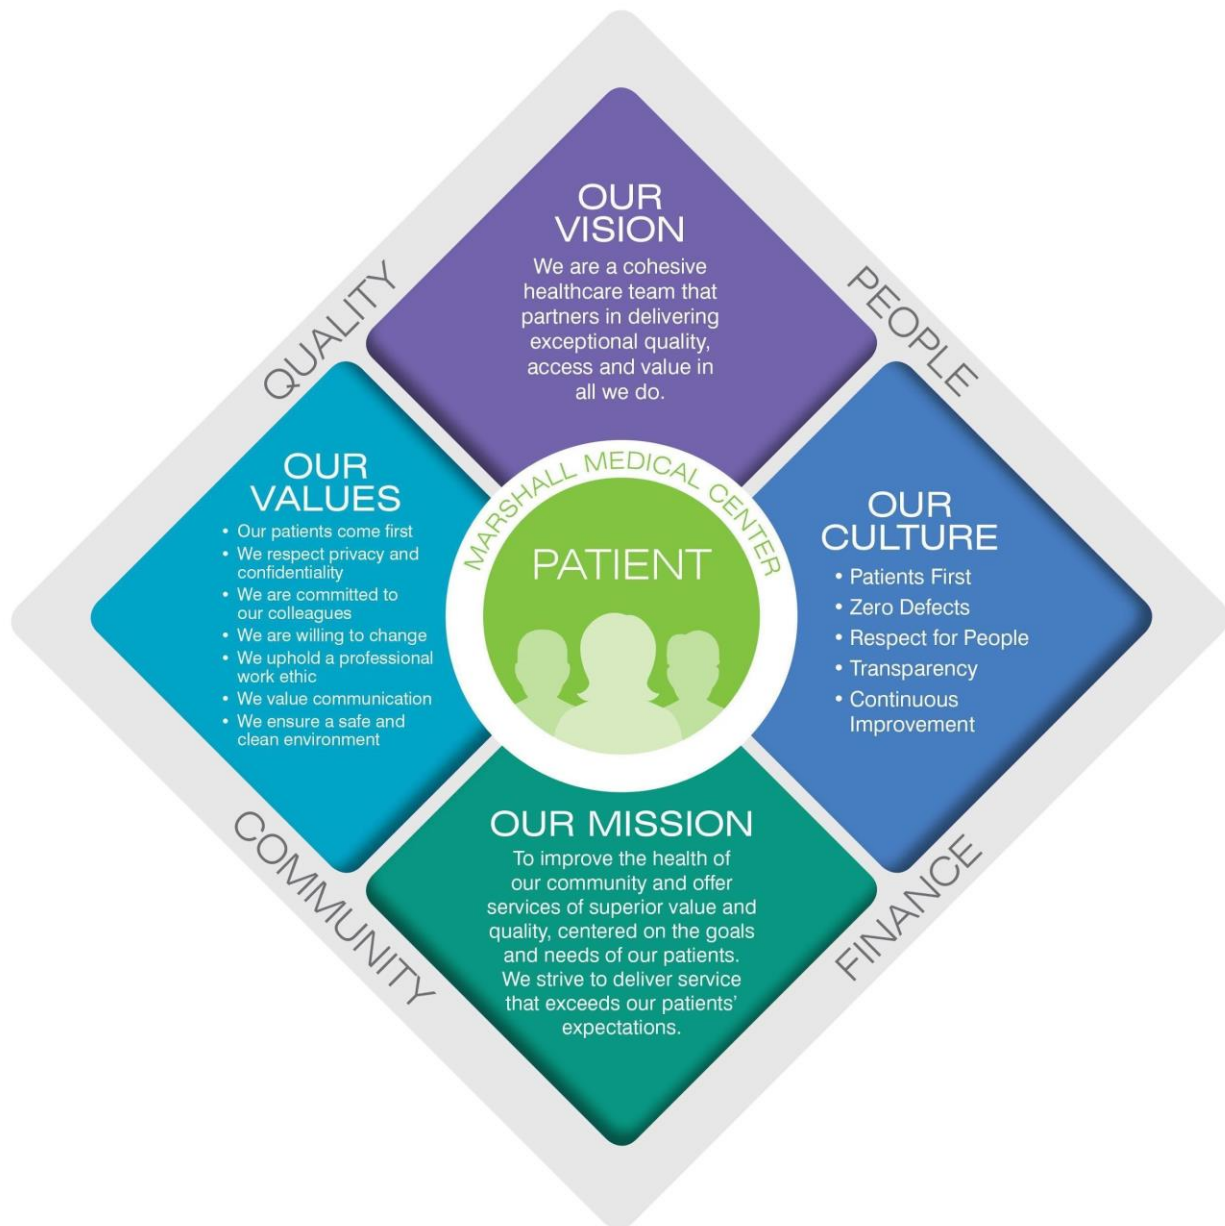 OUR
VISION
We are a cohesive
healthcare team that
partners in delivering
exceptional quality,
access and value in
all we do.
QUALITY
PEOPLE
OUR
VALUES
• Our patients come first
• We respect privacy and
confidentiality
• We are committed to
our colleagues
• We are willing to change
• We uphold a professional
work ethic
• We value communication
• We ensure a safe and
clean environment
MARSHALL MEDICAL CENTER
PATIENT
OUR
CULTURE
• Patients First
• Zero Defects
• Respect for People
• Transparency
• Continuous
Improvement
OUR MISSION
To improve the health of
our community and offer
services of superior value and
quality, centered on the goals
and needs of our patients.
We strive to deliver service
that exceeds our patients’
expectations.
COMMUNITY
FINANCE